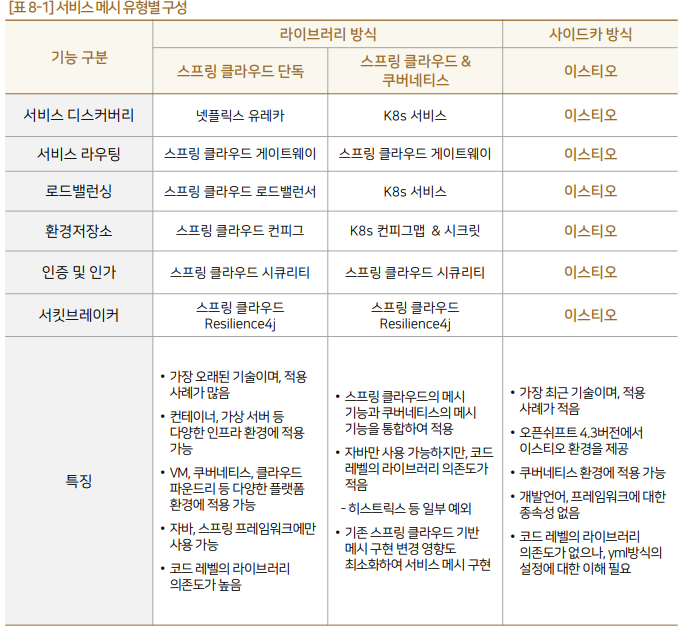 [표 8-1] 서비스 메시 유형별 구성
기능 구분
라이브러리 방식
사이드카 방식
스프링 클라우드 단독
스프링 클라우드 &
쿠버네티스
이스티오
서비스 디스커버리
넷플릭스 유레카
K8s 서비스
이스티오
서비스 라우팅
스프링 클라우드 게이트웨이
스프링 클라우드 게이트웨이
이스티오
로드밸런싱
스프링 클라우드 로드밸런서
K8s 서비스
이스티오
환경저장소
스프링 클라우드 컨피그
K8s 컨피그맵 & 시크릿
이스티오
인증 및 인가
스프링 클라우드 시큐리티
스프링 클라우드 시큐리티
이스티오
서킷브레이커
스프링 클라우드
Resilience4j
스프링 클라우드
Resilience4j
이스티오
특징
• 가장 오래된 기술이며, 적용
사례가 많음
• 컨테이너, 가상 서버 등
다양한 인프라 환경에 적용
가능
• VM, 쿠버네티스, 클라우드
파운드리 등 다양한 플랫폼
환경에 적용 가능
• 자바, 스프링 프레임워크에만
사용 가능
• 코드 레벨의 라이브러리
의존도가 높음
• 스프링 클라우드의 메시
기능과 쿠버네티스의 메시
기능을 통합하여 적용
• 자바만 사용 가능하지만, 코드
레벨의 라이브러리 의존도가
적음
- 히스트릭스 등 일부 예외
• 기존 스프링 클라우드 기반
메시 구현 변경 영향도
최소화하여 서비스 메시 구현
• 가장 최근 기술이며, 적용
사례가 적음
• 오픈쉬프트 4.3버전에서
이스티오 환경을 제공
• 쿠버네티스 환경에 적용 가능
• 개발언어, 프레임워크에 대한
종속성 없음
• 코드 레벨의 라이브러리
의존도가 없으나, yml방식의
설정에 대한 이해 필요